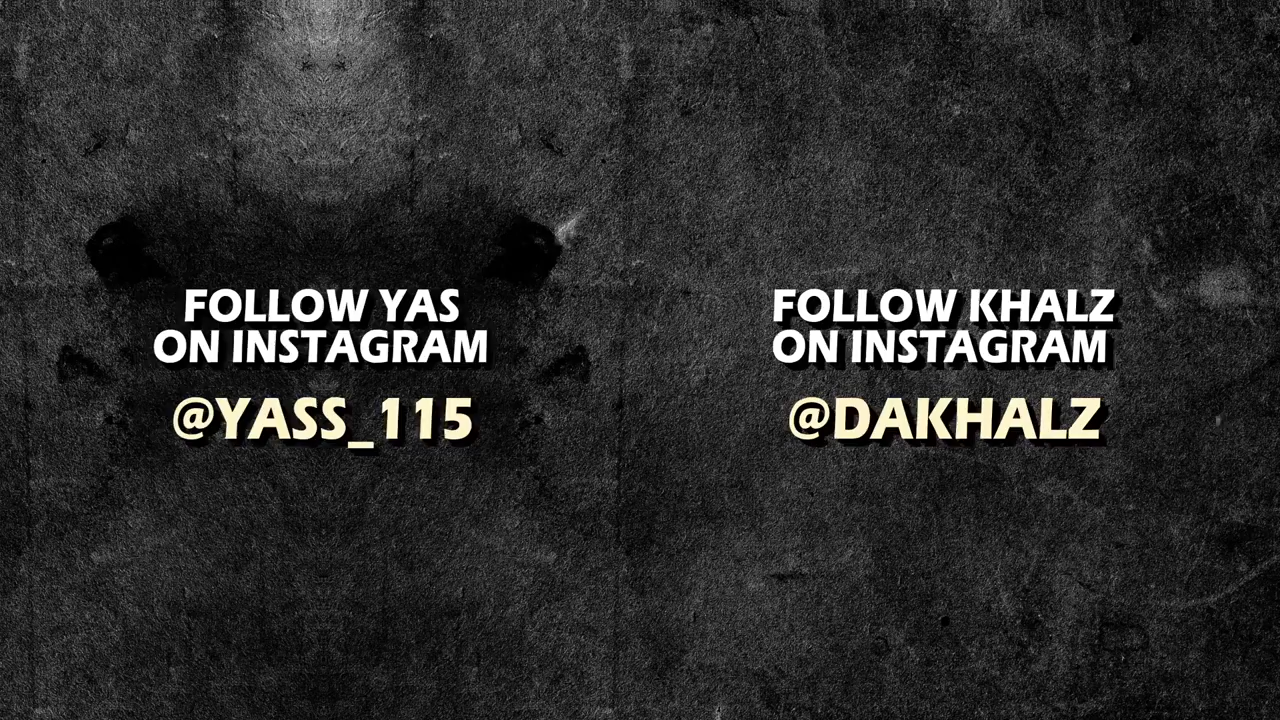 FOLLOW YAS
ON INSTAGRAM
@YASS_115
FOLLOW KHALZ
ON INSTAGRAM
@DAKHALZ